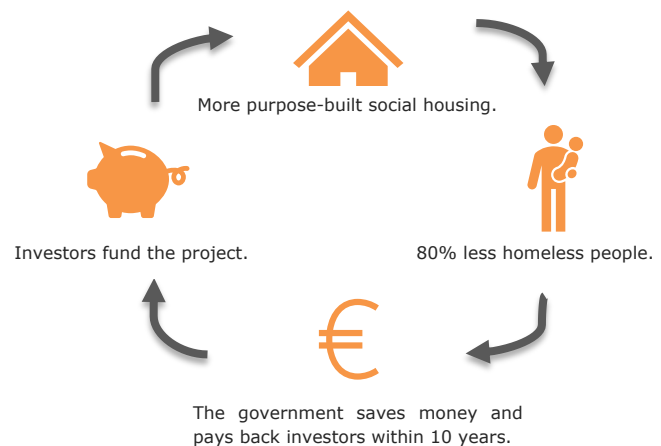 More purpose-built social housing.
Investors fund the project.
80% less homeless people.
The government saves money and
pays back investors within 10 years.